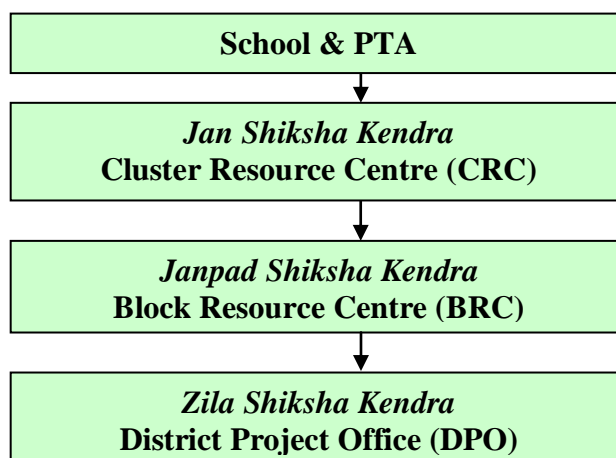 School & PTA
Jan Shiksha Kendra
Cluster Resource Centre (CRC)
Janpad Shiksha Kendra
Block Resource Centre (BRC)
Zila Shiksha Kendra
District Project Office (DPO)